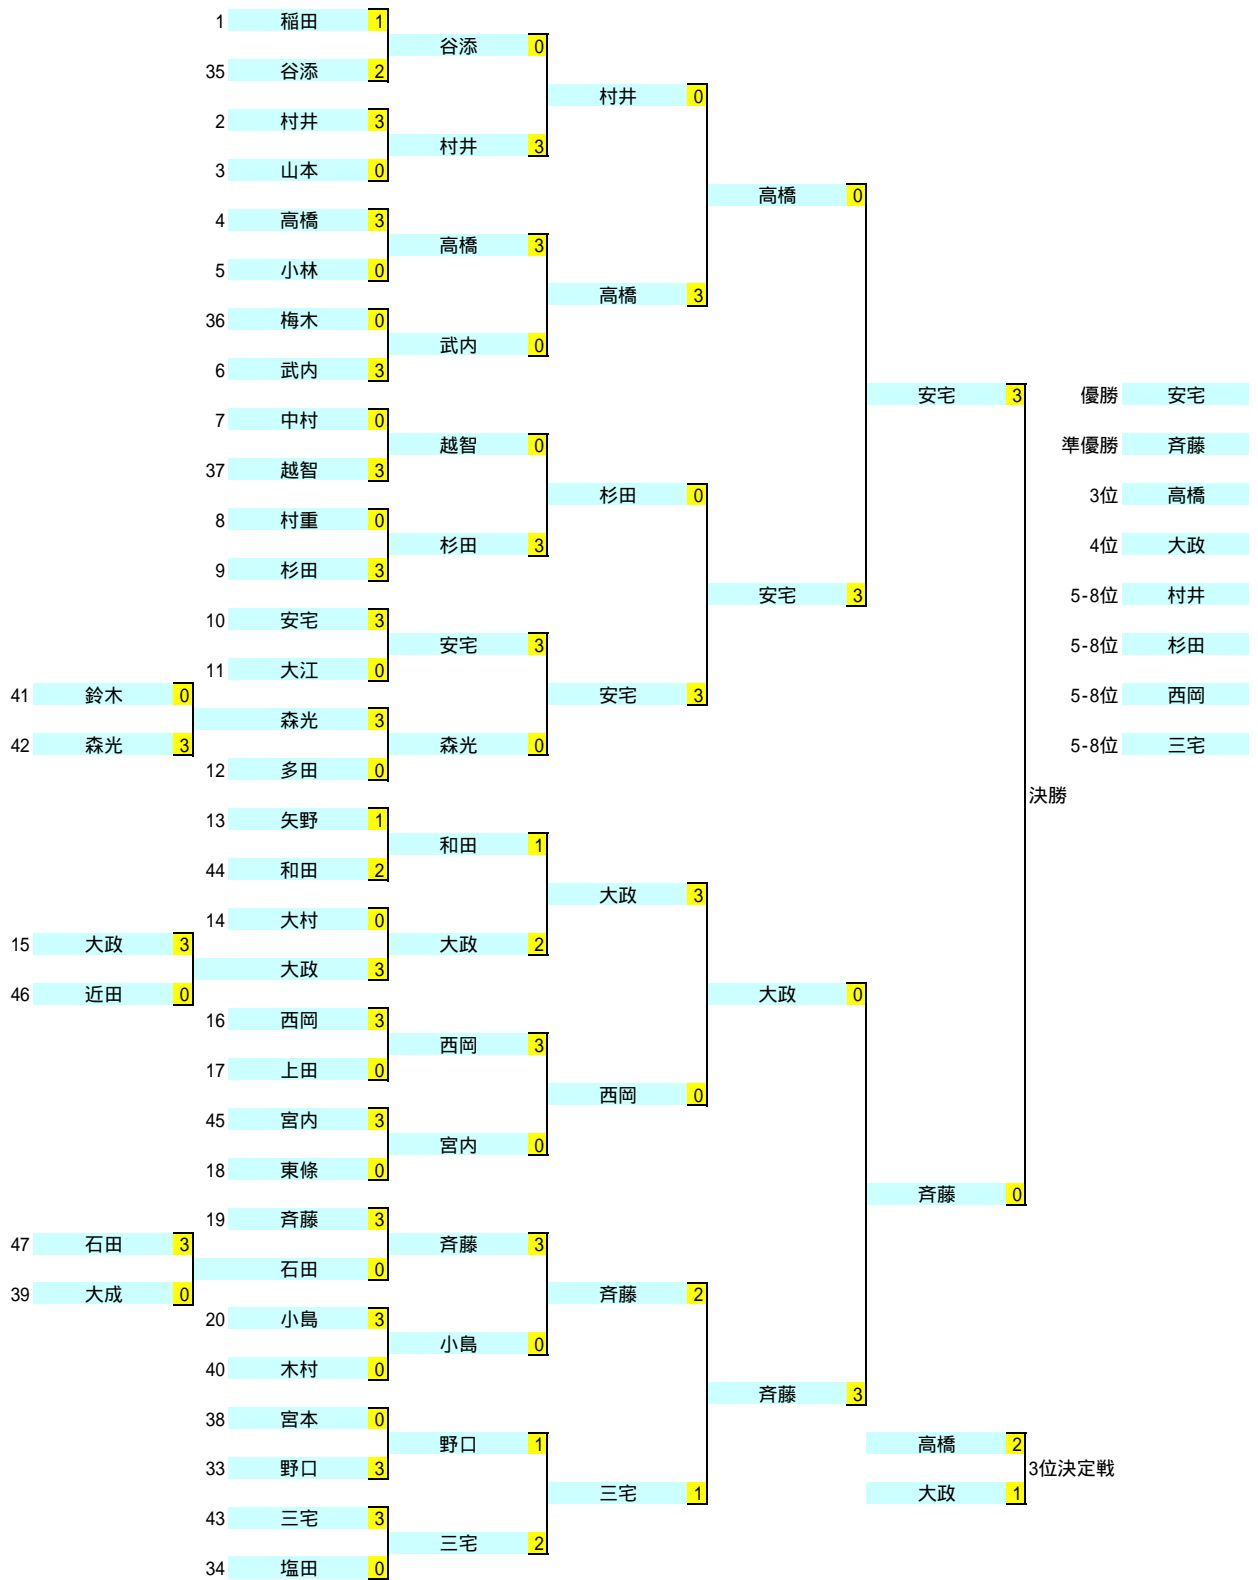 1 稲田 1
谷添 0
35 谷添 2
村井 0
2 村井 3
村井 3
3 山本 0
高橋 0
4 高橋 3
高橋 3
5 小林 0
高橋 3
36 梅木 0
武内 0
6 武内 3
安宅 3 優勝 安宅
7 中村 0
越智 0 準優勝 斉藤
37 越智 3
杉田 0 3位 高橋
8 村重 0
杉田 3 4位 大政
9 杉田 3
安宅 3 5-8位 村井
10 安宅 3
安宅 3 5-8位 杉田
11 大江 0
41 鈴木 0 安宅 3 5-8位 西岡
森光 3
42 森光 3 森光 0 5-8位 三宅
12 多田 0
決勝
13 矢野 1
和田 1
44 和田 2
大政 3
14 大村 0
15 大政 3 大政 2
大政 3
46 近田 0 大政 0
16 西岡 3
西岡 3
17 上田 0
西岡 0
45 宮内 3
宮内 0
18 東條 0
斉藤 0
19 斉藤 3
47 石田 3 斉藤 3
石田 0
39 大成 0 斉藤 2
20 小島 3
小島 0
40 木村 0
斉藤 3
38 宮本 0
野口 1 高橋 2
33 野口 3 3位決定戦
三宅 1 大政 1
43 三宅 3
三宅 2
34 塩田 0